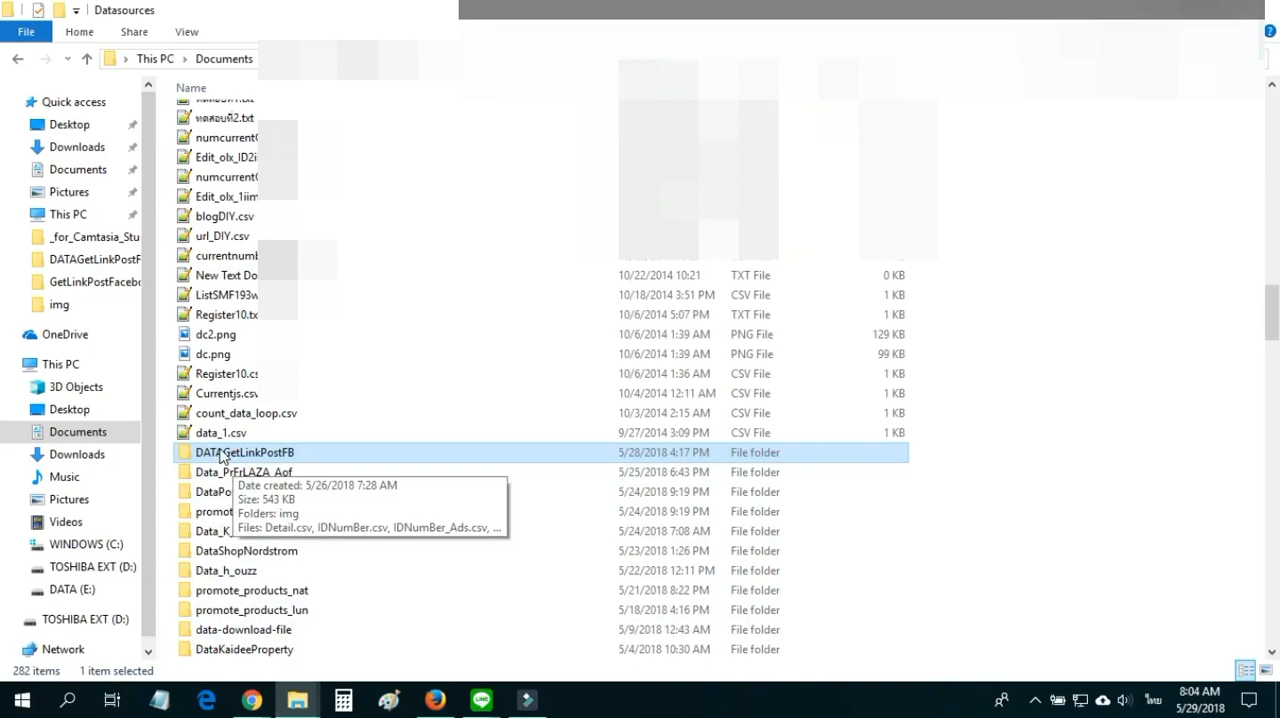 Datasources
File Home Share View
This PC > Documents
Name
Quick access
Desktop
Downloads
Documents
Pictures
This PC
_for_Camtasia_Stu
DATAGetLinkPostF
GetLinkPostFacebo
img
OneDrive
This PC
3D Objects
Desktop
Documents
Downloads
Music
Pictures
Videos
WINDOWS (C:)
TOSHIBA EXT (D:)
DATA (E:)
TOSHIBA EXT (D:)
Network
ทดสอบที่2.txt
numcurrent
Edit_olx_ID2i
numcurrent
Edit_olx_1iim
blogDIY.csv
url_DIY.csv
currentnumb
New Text Do 10/22/2014 10:21 TXT File 0 KB
ListSMF193w 10/18/2014 3:51 PM CSV File 1 KB
Register10.tx 10/6/2014 5:07 PM TXT File 1 KB
dc2.png 10/6/2014 1:39 AM PNG File 129 KB
dc.png 10/6/2014 1:39 AM PNG File 99 KB
Register10.cs 10/6/2014 1:36 AM CSV File 1 KB
Currentjs.csv 10/4/2014 12:11 AM CSV File 1 KB
count_data_loop.csv 10/3/2014 2:15 AM CSV File 1 KB
data_1.csv 9/27/2014 3:09 PM CSV File 1 KB
DATAGetLinkPostFB 5/28/2018 4:17 PM File folder
Data_PrFrLAZA_Aof 5/25/2018 6:43 PM File folder
DataPo 5/24/2018 9:19 PM File folder
promot 5/24/2018 9:19 PM File folder
Data_K 5/24/2018 7:08 AM File folder
DataShopNordstrom 5/23/2018 1:26 PM File folder
Data_h_ouzz 5/22/2018 12:11 PM File folder
promote_products_nat 5/21/2018 8:22 PM File folder
promote_products_lun 5/18/2018 4:16 PM File folder
data-download-file 5/9/2018 12:43 AM File folder
DataKaideeProperty 5/4/2018 10:30 AM File folder
Date created: 5/26/2018 7:28 AM
Size: 543 KB
Folders: img
Files: Detail.csv, IDNumBer.csv, IDNumBer_Ads.csv, ...
282 items 1 item selected
ไทย 8:04 AM
5/29/2018